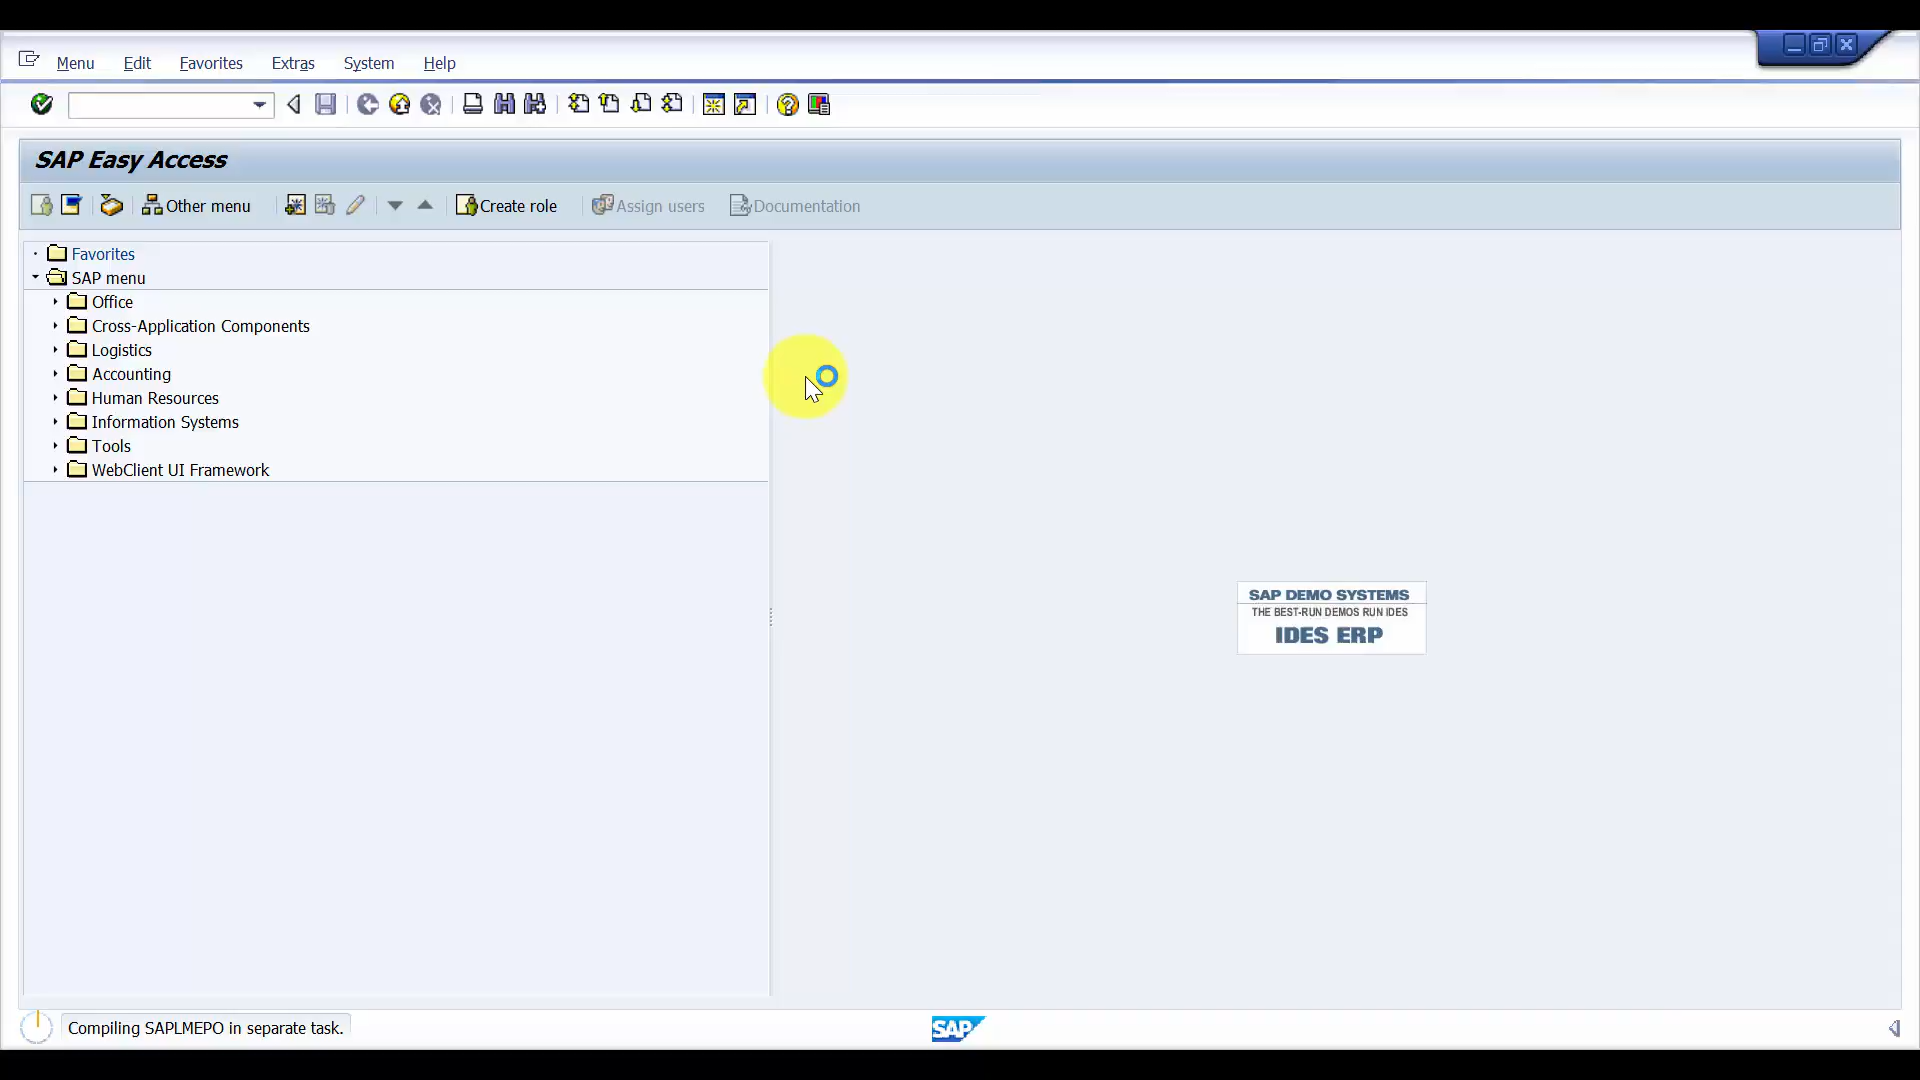 Menu Edit Favorites Extras System Help
SAP Easy Access
Other menu Create role Assign users Documentation
Favorites
SAP menu
Office
Cross-Application Components
Logistics
Accounting
Human Resources
Information Systems
Tools
WebClient UI Framework
SAP DEMO SYSTEMS
THE BEST-RUN DEMOS RUN IDES
IDES ERP
Compiling SAPLMEPO in separate task.
SAP